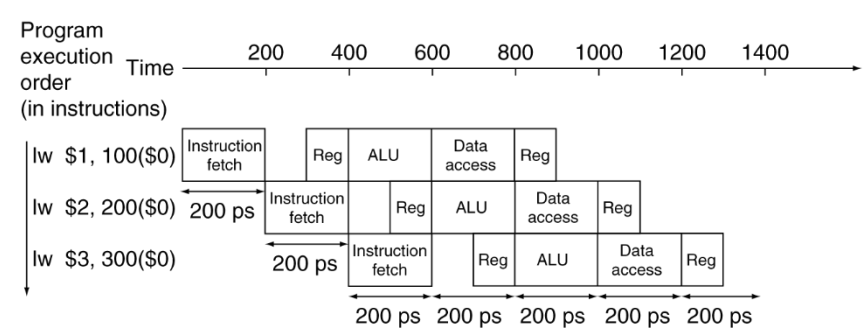 Program
execution
order
(in instructions)
Time
200 400 600 800 1000 1200 1400
lw $1, 100($0)
Instruction
fetch
Reg
ALU
Data
access
Reg
200 ps
lw $2, 200($0)
Instruction
fetch
Reg
ALU
Data
access
Reg
200 ps
lw $3, 300($0)
Instruction
fetch
Reg
ALU
Data
access
Reg
200 ps 200 ps 200 ps 200 ps 200 ps